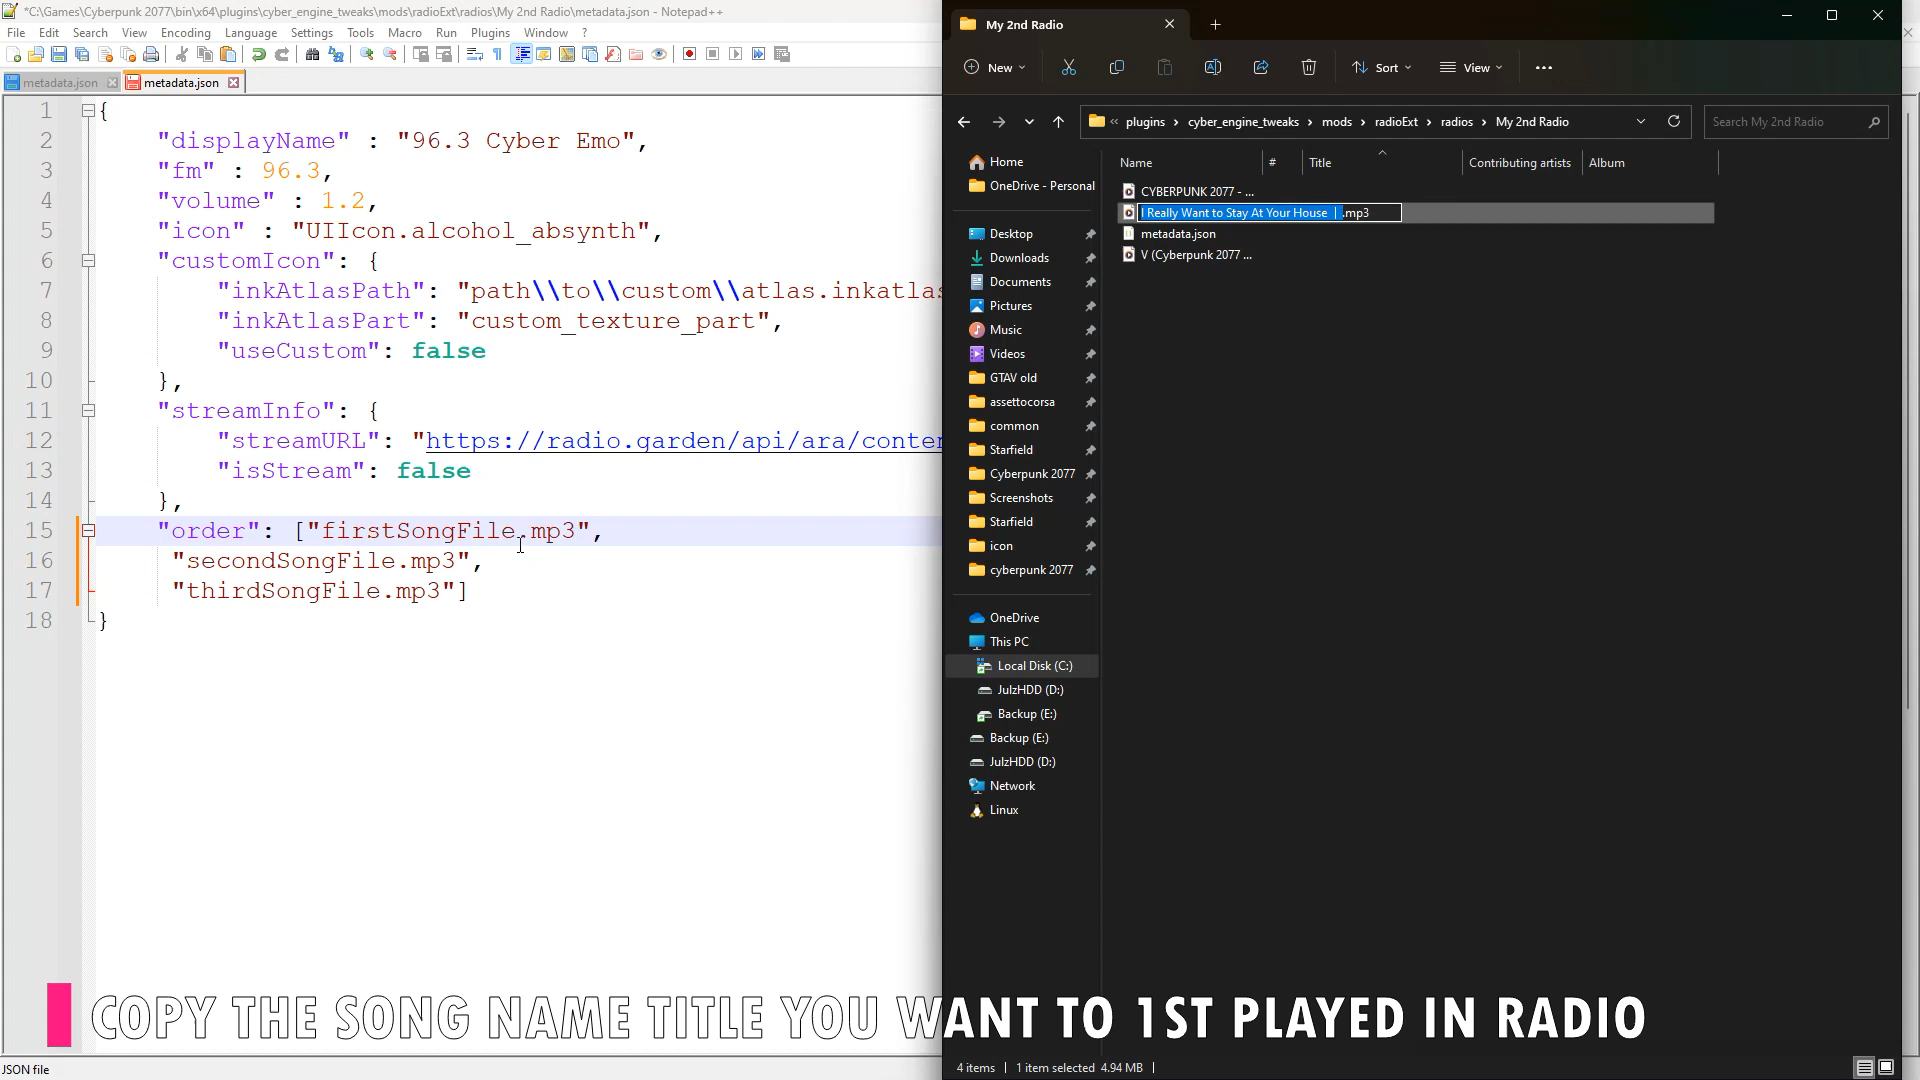 *C:\Games\Cyberpunk 2077\bin\x64\plugins\cyber_engine_tweaks\mods\radioExt\radios\My 2nd Radio\metadata.json - Notepad++
File Edit Search View Encoding Language Settings Tools Macro Run Plugins Window ?
metadata.json metadata.json
1 {
2 "displayName" : "96.3 Cyber Emo",
3 "fm" : 96.3,
4 "volume" : 1.2,
5 "icon" : "UIIcon.alcohol_absynth",
6 "customIcon": {
7 "inkAtlasPath": "path\\to\\custom\\atlas.inkatlas
8 "inkAtlasPart": "custom_texture_part",
9 "useCustom": false
10 },
11 "streamInfo": {
12 "streamURL": "https://radio.garden/api/ara/conten
13 "isStream": false
14 },
15 "order": ["firstSongFile.mp3",
16 "secondSongFile.mp3",
17 "thirdSongFile.mp3"]
18 }
JSON file
My 2nd Radio
New Sort View
plugins cyber_engine_tweaks mods radioExt radios My 2nd Radio
Search My 2nd Radio
Name # Title Contributing artists Album
CYBERPUNK 2077 - ...
I Really Want to Stay At Your House | .mp3
metadata.json
V (Cyberpunk 2077 ...
Home
OneDrive - Personal
Desktop
Downloads
Documents
Pictures
Music
Videos
GTAV old
assettocorsa
common
Starfield
Cyberpunk 2077
Screenshots
Starfield
icon
cyberpunk 2077
OneDrive
This PC
Local Disk (C:)
JulzHDD (D:)
Backup (E:)
Backup (E:)
JulzHDD (D:)
Network
Linux
4 items 1 item selected 4.94 MB
COPY THE SONG NAME TITLE YOU WANT TO 1ST PLAYED IN RADIO